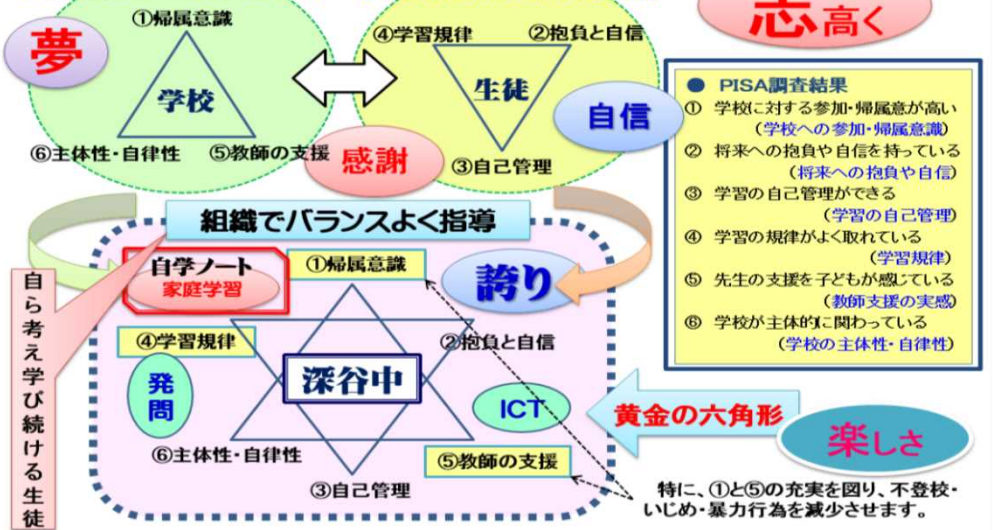 志高く
①帰属意識
夢
学校
⑥主体性・自律性
⑤教師の支援
感謝
④学習規律
②抱負と自信
生徒
③自己管理
自信
● PISA調査結果
① 学校に対する参加・帰属意が高い
(学校への参加・帰属意識)
② 将来への抱負や自信を持っている
(将来への抱負や自信)
③ 学習の自己管理ができる
(学習の自己管理)
④ 学習の規律がよく取れている
(学習規律)
⑤ 先生の支援を子どもが感じている
(教師支援の実感)
⑥ 学校が主体的に関わっている
(学校の主体性・自律性)
組織でバランスよく指導
自ら考え学び続ける生徒
自学ノート
家庭学習
①帰属意識
誇り
④学習規律
②抱負と自信
発問
深谷中
ICT
⑥主体性・自律性
⑤教師の支援
③自己管理
黄金の六角形
楽しさ
特に、①と⑤の充実を図り、不登校・
いじめ・暴力行為を減少させます。